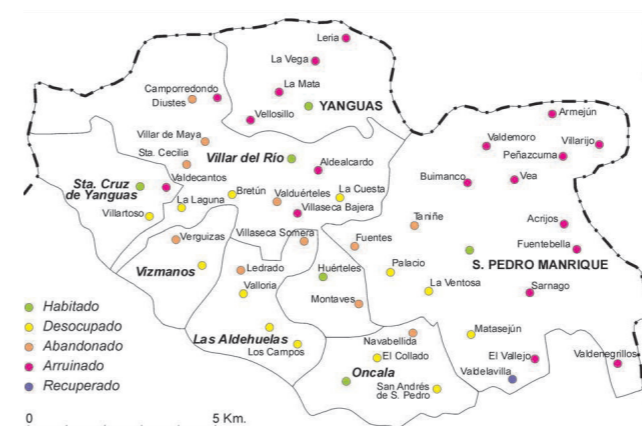 Leria
La Vega
La Mata
YANGUAS
Vellosillo
Camporredondo
Diustes
Armejún
Valdemoro
Villarijo
Peñazcuma
Villar de Maya
Sta. Cecilia
Villar del Río
Aldealcardo
Buimanco
Vea
Sta. Cruz
de Yanguas
Valdecantos
Bretún
Valduérteles
La Cuesta
Villartoso
La Laguna
Villaseca Bajera
Taniñe
Acrijos
Verguizas
Villaseca Somera
Fuentes
Fuentebella
S. PEDRO MANRIQUE
Vizmanos
Ledrado
Huérteles
Palacio
Valloria
La Ventosa
Sarnago
Montaves
Habitado
Desocupado
Abandonado
Arruinado
Recuperado
Las Aldehuelas
Los Campos
Navabellida
El Collado
Matasejún
El Vallejo
Valdenegrillos
Valdelavilla
Oncala
San Andrés
de S. Pedro
0 5 Km.